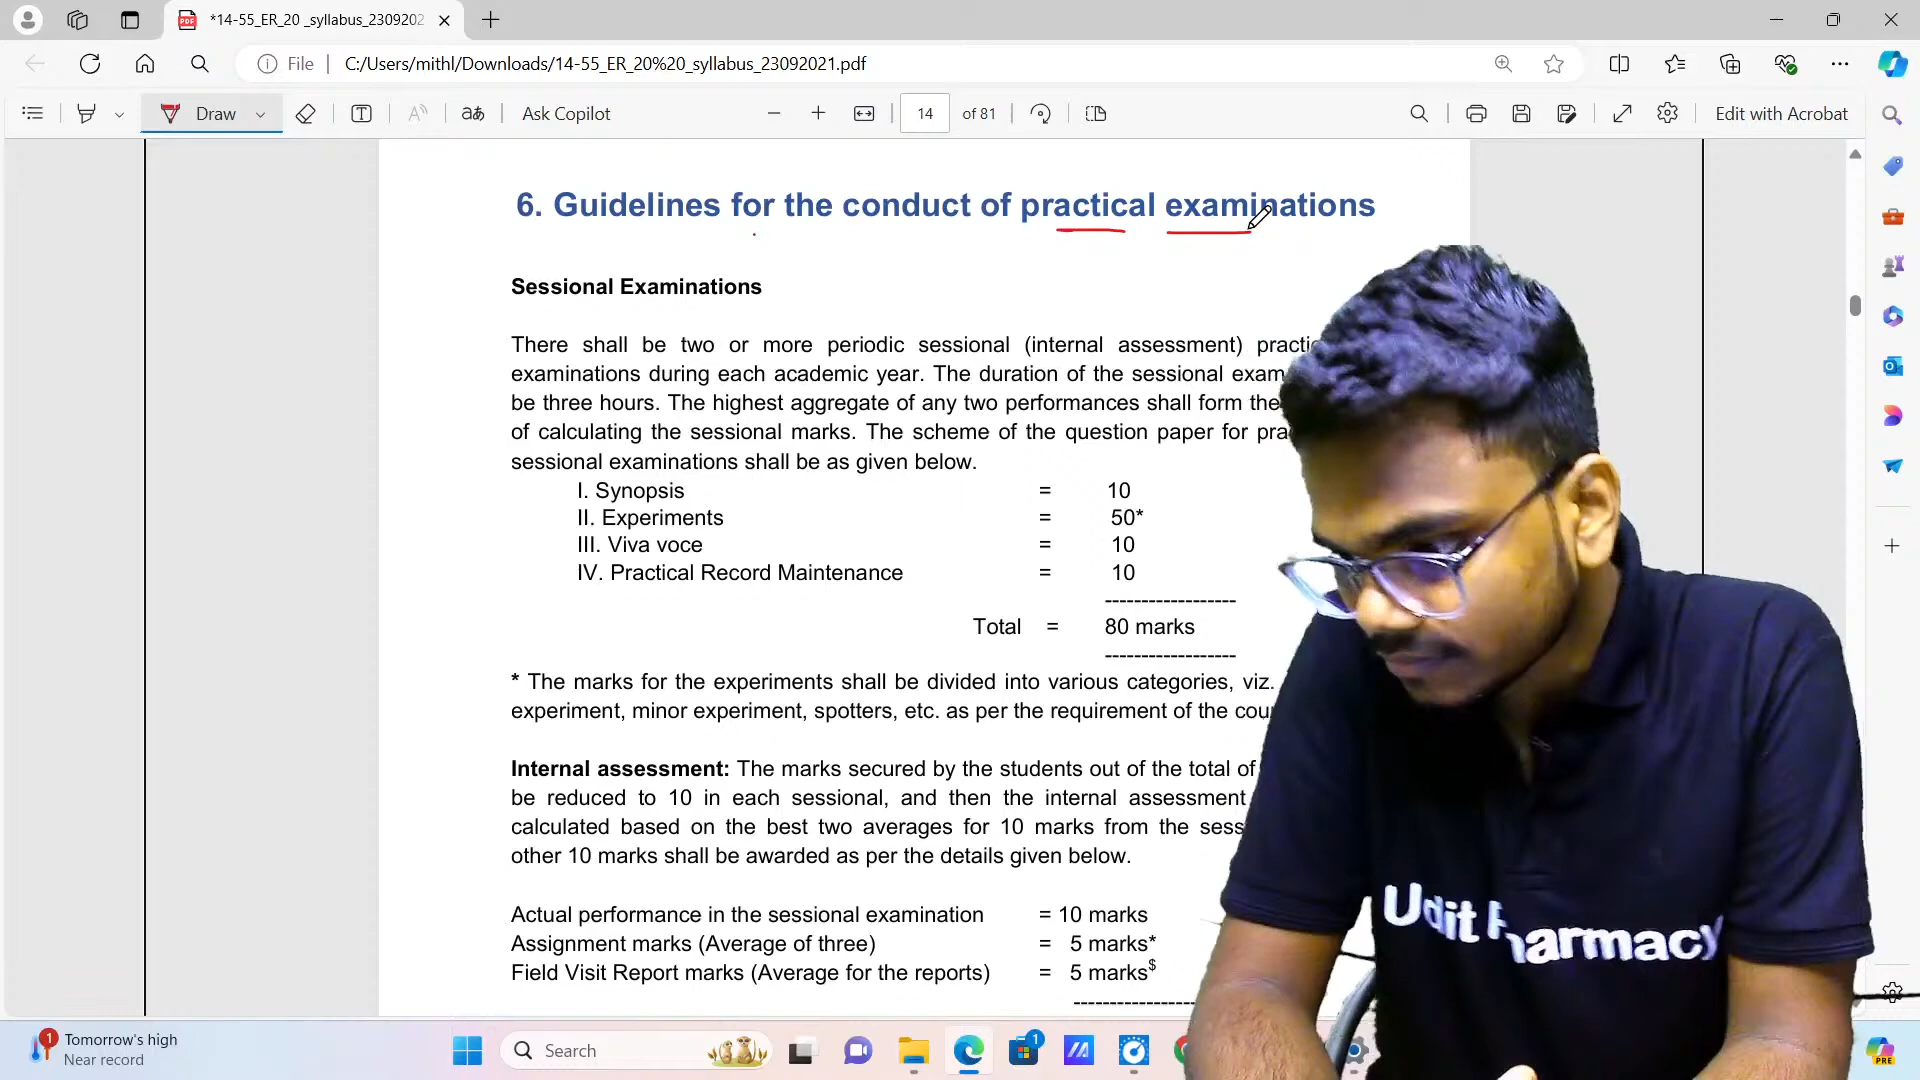 *14-55_ER_20 _syllabus_2309202
File
C:/Users/mithl/Downloads/14-55_ER_20%20_syllabus_23092021.pdf
Draw
aあ
Ask Copilot
14 of 81
Edit with Acrobat
6. Guidelines for the conduct of practical examinations
Sessional Examinations
There shall be two or more periodic sessional (internal assessment)
examinations during each academic year. The duration of the sessional
be three hours. The highest aggregate of any two performances shall form the
of calculating the sessional marks. The scheme of the question paper for
sessional examinations shall be as given below.
I. Synopsis = 10
II. Experiments = 50*
III. Viva voce = 10
IV. Practical Record Maintenance = 10
------------------
Total = 80 marks
------------------
* The marks for the experiments shall be divided into various categories, viz.
experiment, minor experiment, spotters, etc. as per the requirement of the
Internal assessment: The marks secured by the students out of the total of
be reduced to 10 in each sessional, and then the internal assessment
calculated based on the best two averages for 10 marks from the
other 10 marks shall be awarded as per the details given below.
Actual performance in the sessional examination = 10 marks
Assignment marks (Average of three) = 5 marks*
Field Visit Report marks (Average for the reports) = 5 marks$
Udit Pharmacy
1
Tomorrow's high
Near record
Search
1
PRE